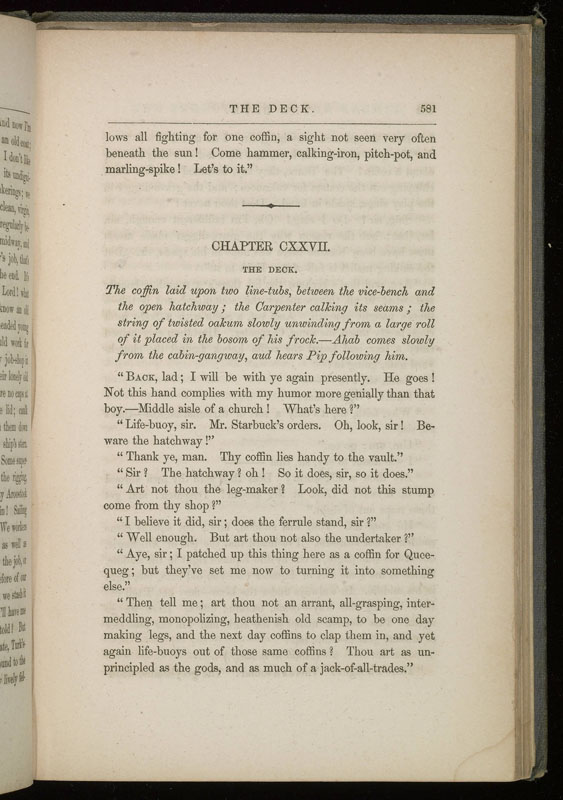 THE DECK. 581
lows all fighting for one coffin, a sight not seen very often
beneath the sun! Come hammer, calking-iron, pitch-pot, and
marling-spike! Let's to it."
CHAPTER CXXVII.
THE DECK.
The coffin laid upon two line-tubs, between the vice-bench and
the open hatchway; the Carpenter calking its seams; the
string of twisted oakum slowly unwinding from a large roll
of it placed in the bosom of his frock.—Ahab comes slowly
from the cabin-gangway, aud hears Pip following him.
"BACK, lad; I will be with ye again presently. He goes!
Not this hand complies with my humor more genially than that
boy.—Middle aisle of a church! What's here?"
"Life-buoy, sir. Mr. Starbuck's orders. Oh, look, sir! Be-
ware the hatchway!"
"Thank ye, man. Thy coffin lies handy to the vault."
"Sir? The hatchway? oh! So it does, sir, so it does."
"Art not thou the leg-maker? Look, did not this stump
come from thy shop?"
"I believe it did, sir; does the ferrule stand, sir?"
"Well enough. But art thou not also the undertaker?"
"Aye, sir; I patched up this thing here as a coffin for Quee-
queg; but they've set me now to turning it into something
else."
"Then tell me; art thou not an arrant, all-grasping, inter-
meddling, monopolizing, heathenish old scamp, to be one day
making legs, and the next day coffins to clap them in, and yet
again life-buoys out of those same coffins? Thou art as un-
principled as the gods, and as much of a jack-of-all-trades."